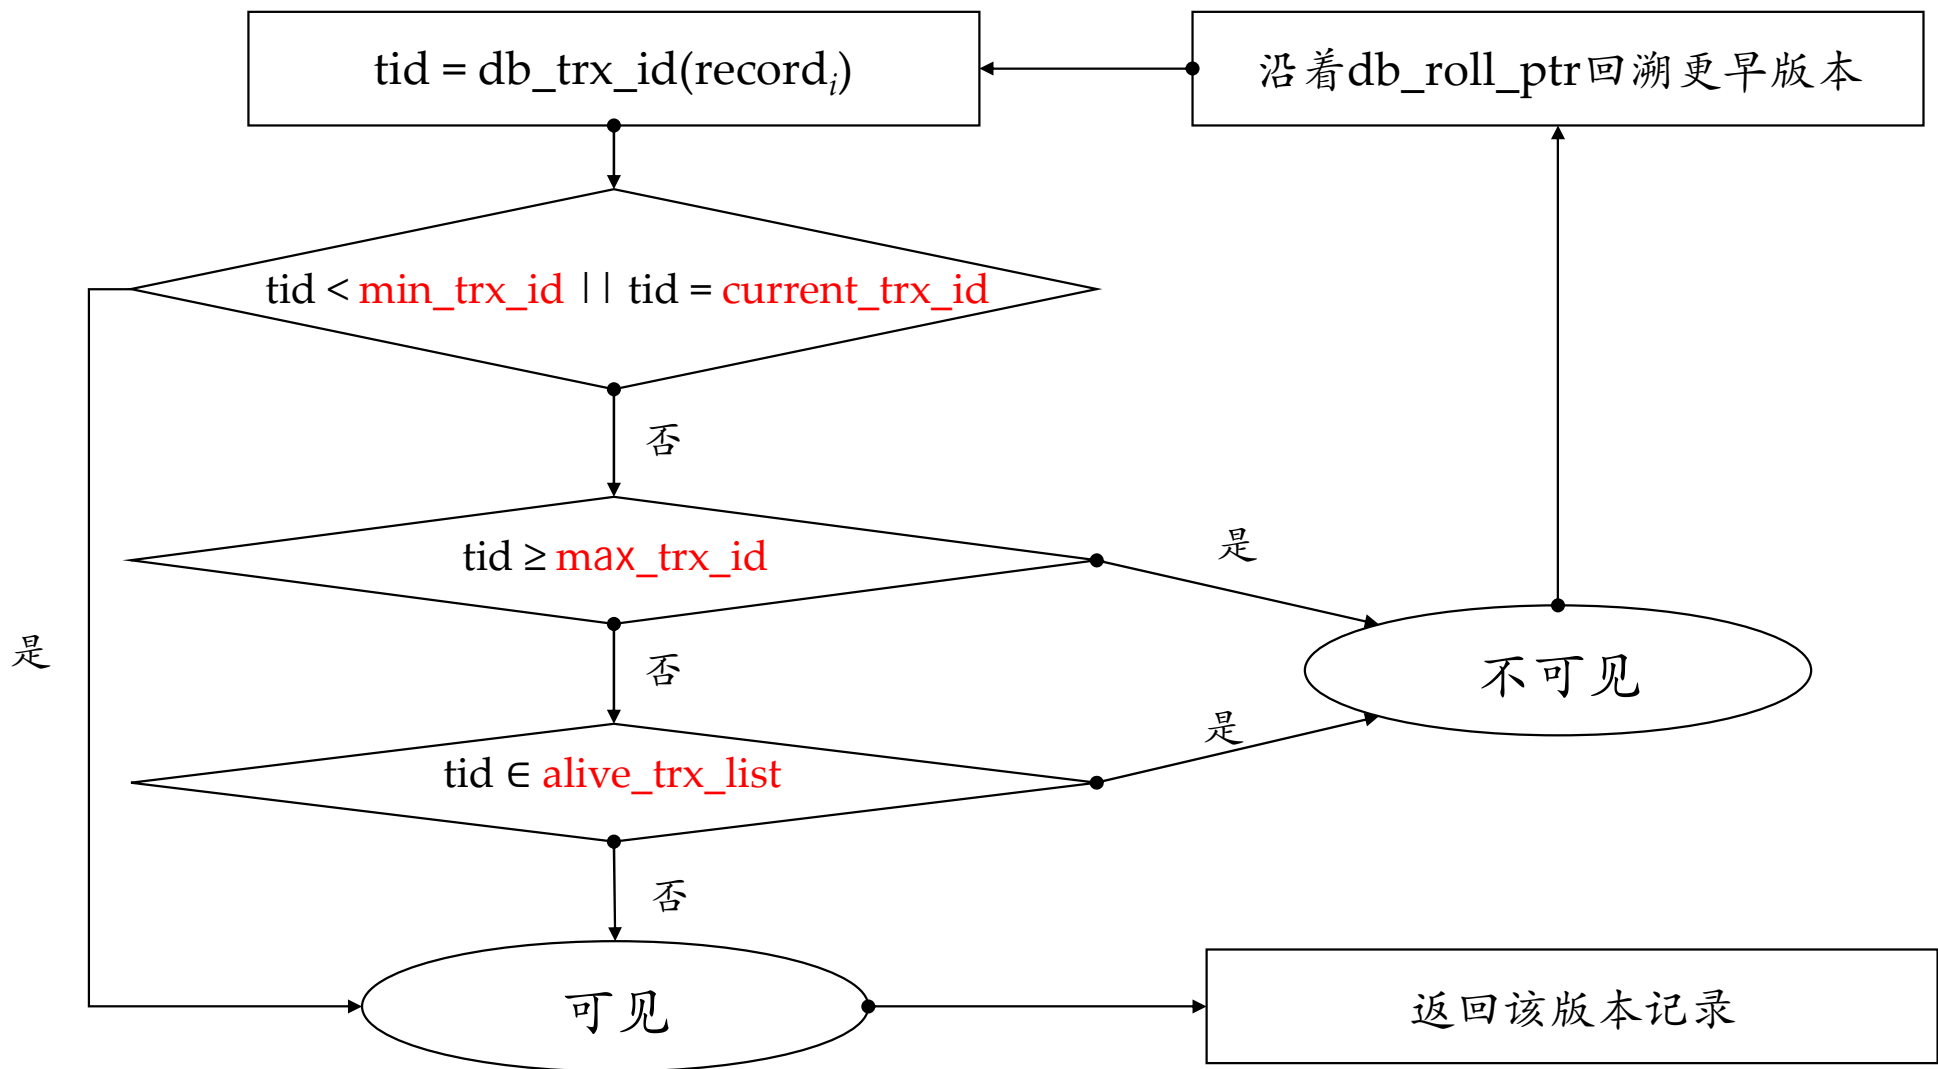 tid = db_trx_id(recordᵢ)
沿着db_roll_ptr回溯更早版本
tid < min_trx_id || tid = current_trx_id
否
tid ≥ max_trx_id
是
是
否
不可见
tid ∈ alive_trx_list
是
否
可见
返回该版本记录